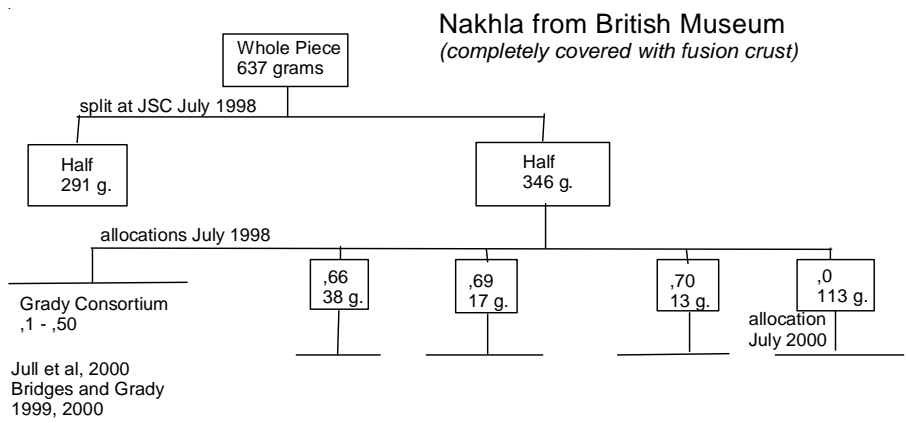 Nakhla from British Museum
(completely covered with fusion crust)
Whole Piece
637 grams
split at JSC July 1998
Half
291 g.
Half
346 g.
allocations July 1998
,66
38 g.
,69
17 g.
,70
13 g.
,0
113 g.
Grady Consortium
,1 - ,50
allocation
July 2000
Jull et al, 2000
Bridges and Grady
1999, 2000